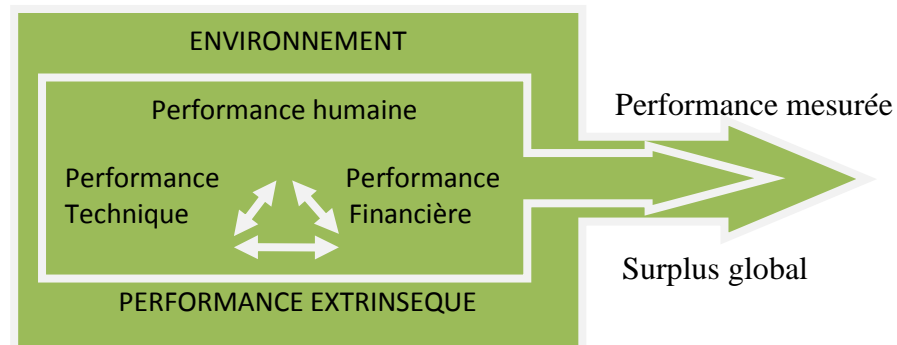 ENVIRONNEMENT
Performance humaine
Performance mesurée
Performance
Technique
Performance
Financière
Surplus global
PERFORMANCE EXTRINSEQUE